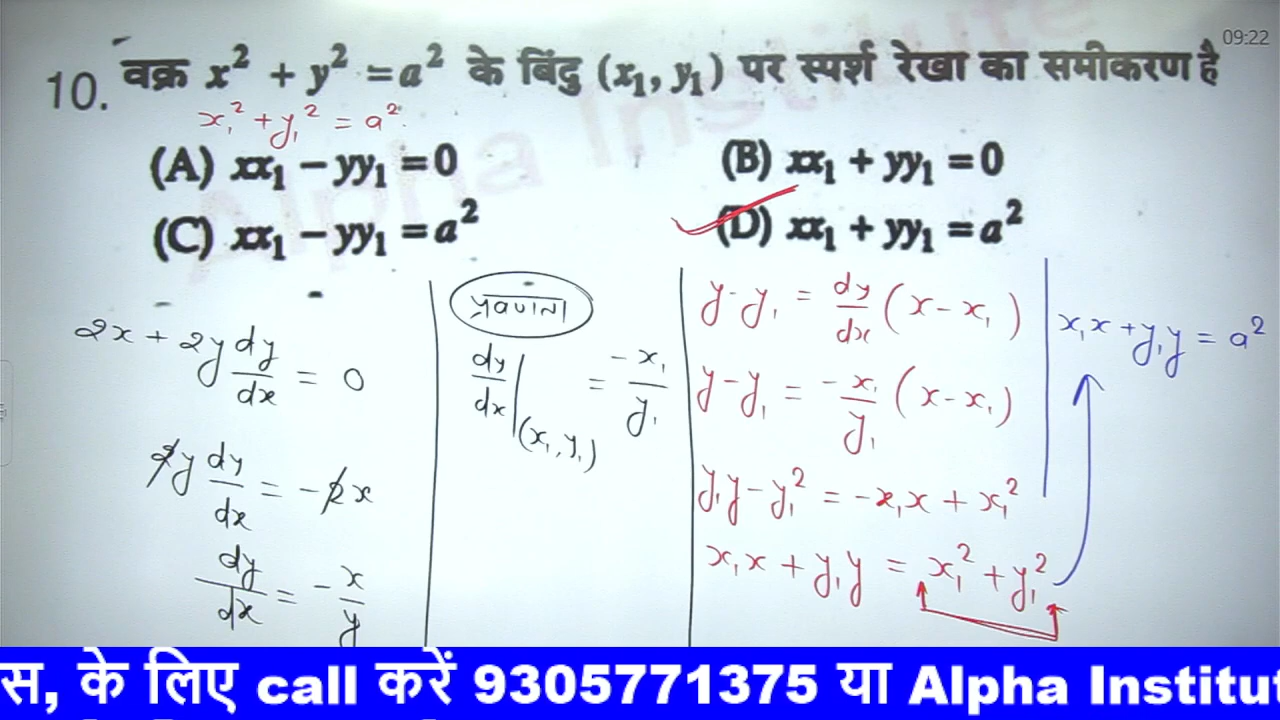 09:22
10. वक्र x² + y² = a² के बिंदु (x₁, y₁) पर स्पर्श रेखा का समीकरण है
x₁² + y₁² = a²
(A) xx₁ − yy₁ = 0
(B) xx₁ + yy₁ = 0
(C) xx₁ − yy₁ = a²
(D) xx₁ + yy₁ = a²
2x + 2y dy/dx = 0
2y dy/dx = −2x
dy/dx = −x/y
प्रवणता
dy/dx |(x₁, y₁) = −x₁/y₁
y − y₁ = dy/dx (x − x₁)
y − y₁ = −x₁/y₁ (x − x₁)
y₁y − y₁² = −x₁x + x₁²
x₁x + y₁y = x₁² + y₁²
x₁x + y₁y = a²
Alpha Institute
स, के लिए call करें 9305771375 या Alpha Institut